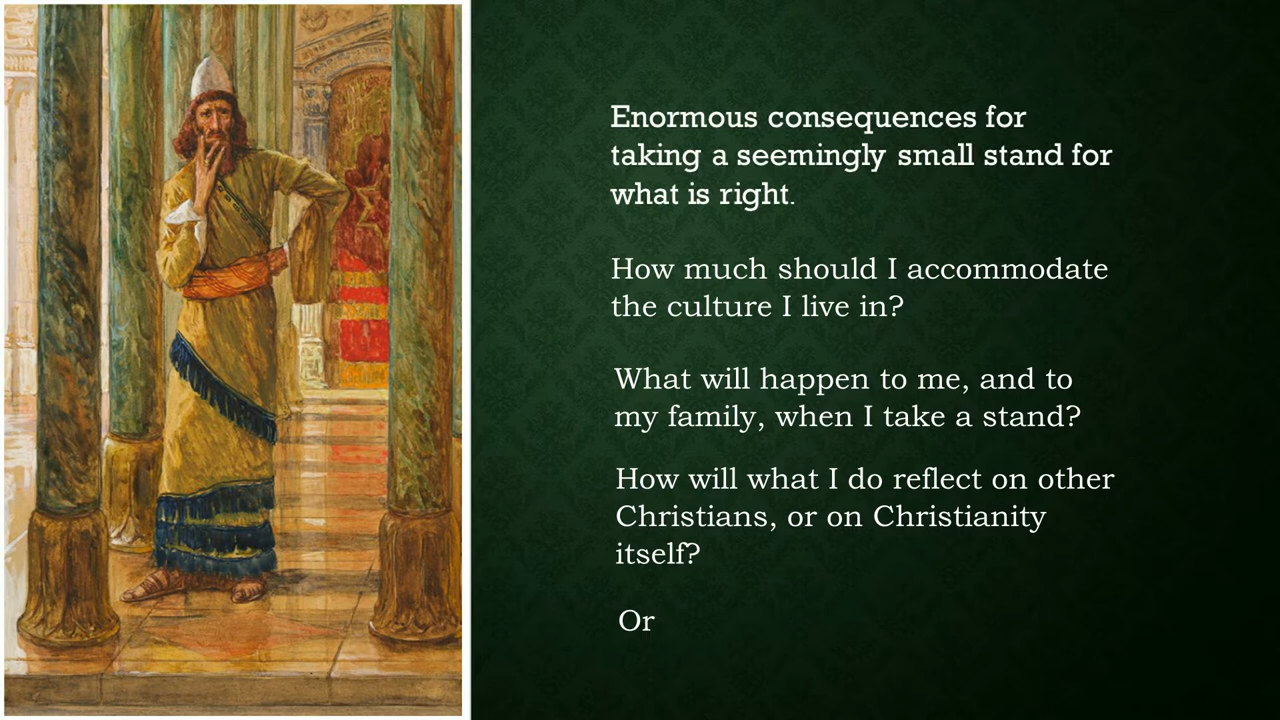 Enormous consequences for
taking a seemingly small stand for
what is right.
How much should I accommodate
the culture I live in?
What will happen to me, and to
my family, when I take a stand?
How will what I do reflect on other
Christians, or on Christianity
itself?
Or